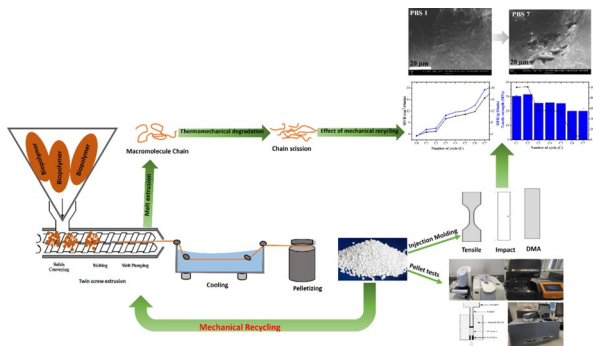 PBS 1
PBS 7
20 µm
20 µm
Number of cycle (C)
Number of cycle (C)
Thermomechanical degradation
Effect of mechanical recycling
Macromolecule Chain
Chain scission
Biopolymer
Biopolymer
Biopolymer
Melt extrusion
Injection Molding
Pellet tests
Tensile
Impact
DMA
Solids
Conveying
Melting
Melt Pumping
Twin screw extrusion
Cooling
Pelletizing
Mechanical Recycling